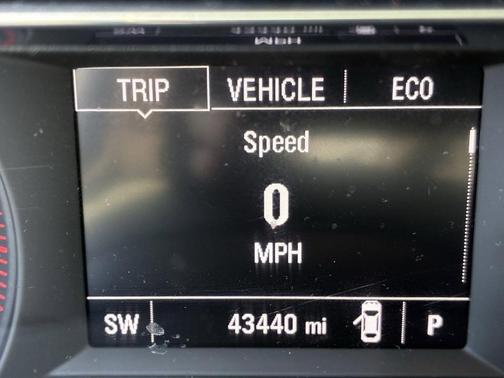 TRIP VEHICLE ECO
Speed
0
MPH
SW 43440 mi P